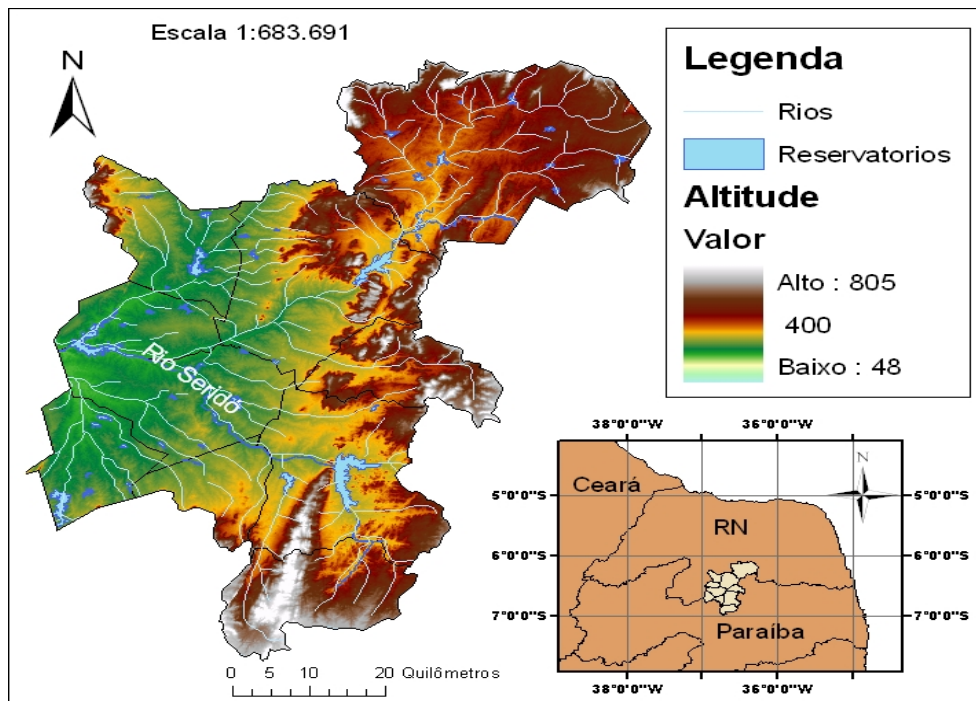 Escala 1:683.691
N
Legenda
Rios
Reservatorios
Altitude
Valor
Alto : 805
400
Baixo : 48
Rio Seridó
0 5 10 20 Quilômetros
38°0'0"W 36°0'0"W
N
Ceará
RN
Paraíba
5°0'0"S
6°0'0"S
7°0'0"S
5°0'0"S
6°0'0"S
7°0'0"S
38°0'0"W 36°0'0"W